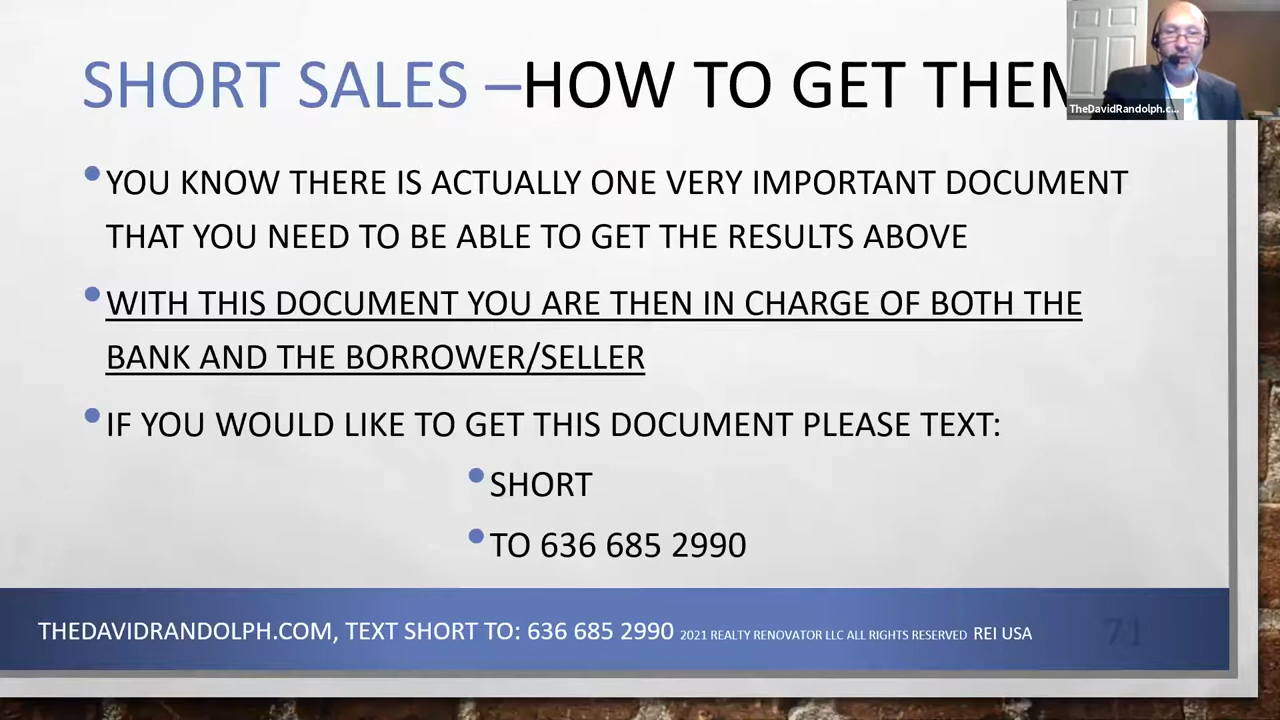 SHORT SALES –HOW TO GET THEM
TheDavidRandolph.c...
•YOU KNOW THERE IS ACTUALLY ONE VERY IMPORTANT DOCUMENT
THAT YOU NEED TO BE ABLE TO GET THE RESULTS ABOVE
•WITH THIS DOCUMENT YOU ARE THEN IN CHARGE OF BOTH THE
BANK AND THE BORROWER/SELLER
•IF YOU WOULD LIKE TO GET THIS DOCUMENT PLEASE TEXT:
•SHORT
•TO 636 685 2990
THEDAVIDRANDOLPH.COM, TEXT SHORT TO: 636 685 2990 2021 REALTY RENOVATOR LLC ALL RIGHTS RESERVED REI USA
71